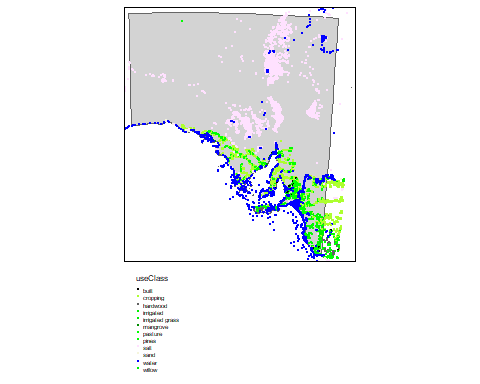 useClass
built
cropping
hardwood
irrigated
irrigated grass
mangrove
pasture
pines
salt
sand
water
willow